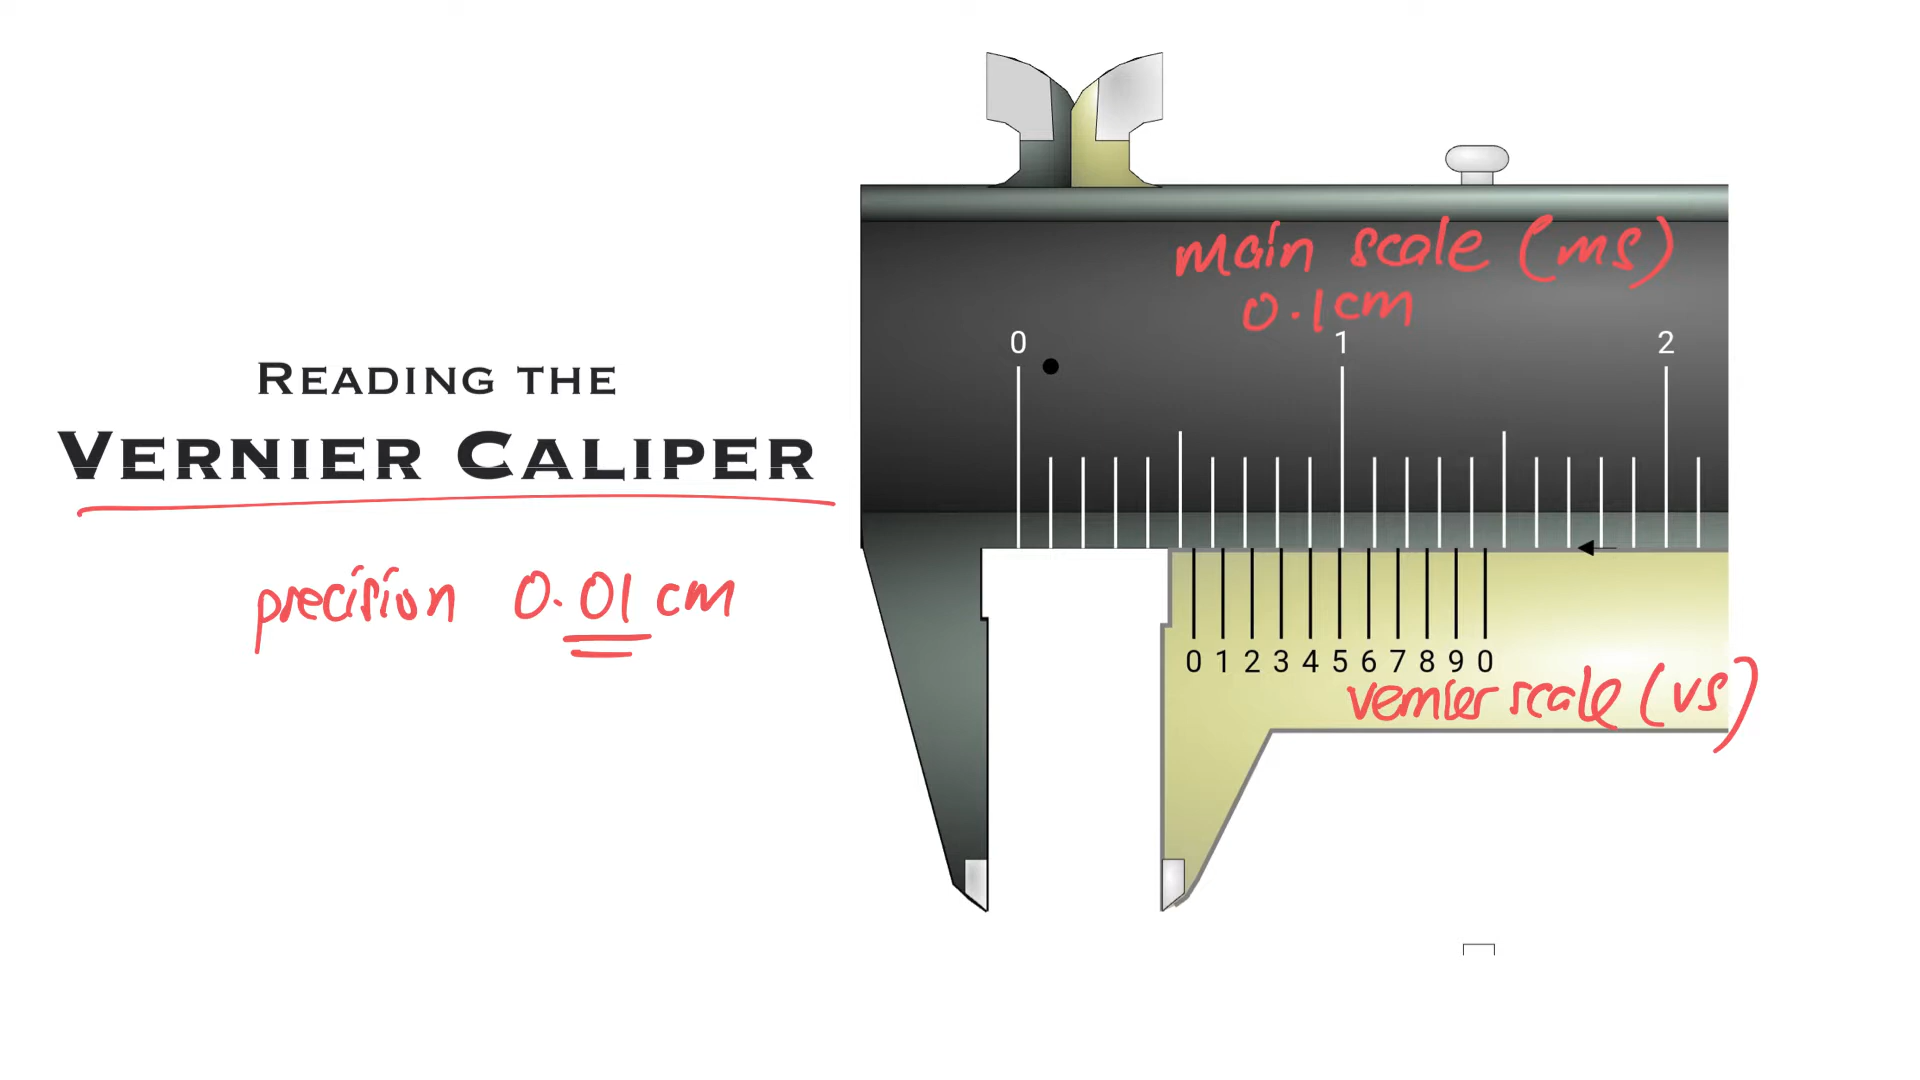 READING THE
VERNIER CALIPER
precision 0.01 cm
main scale (ms)
0.1cm
0 1 2
0 1 2 3 4 5 6 7 8 9 0
vernier scale (vs)